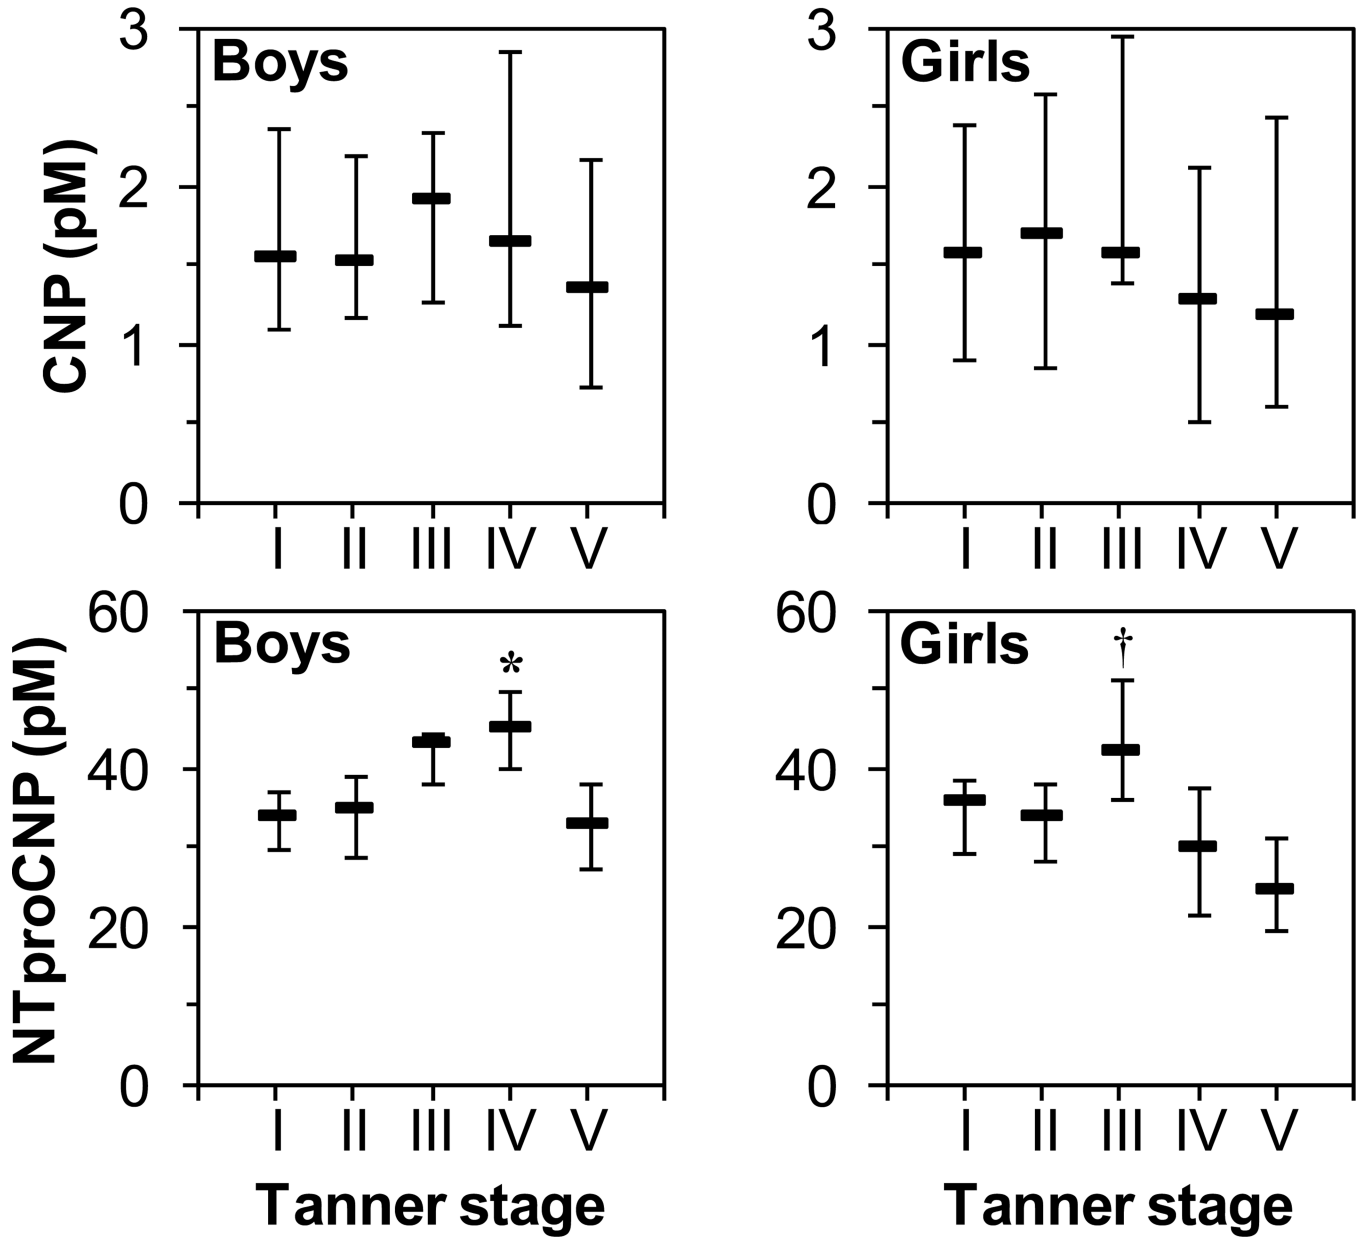 Boys
Girls
CNP (pM)
3
2
1
0
I II III IV V
3
2
1
0
I II III IV V
Boys
*
Girls
†
NTproCNP (pM)
60
40
20
0
I II III IV V
60
40
20
0
I II III IV V
Tanner stage
Tanner stage